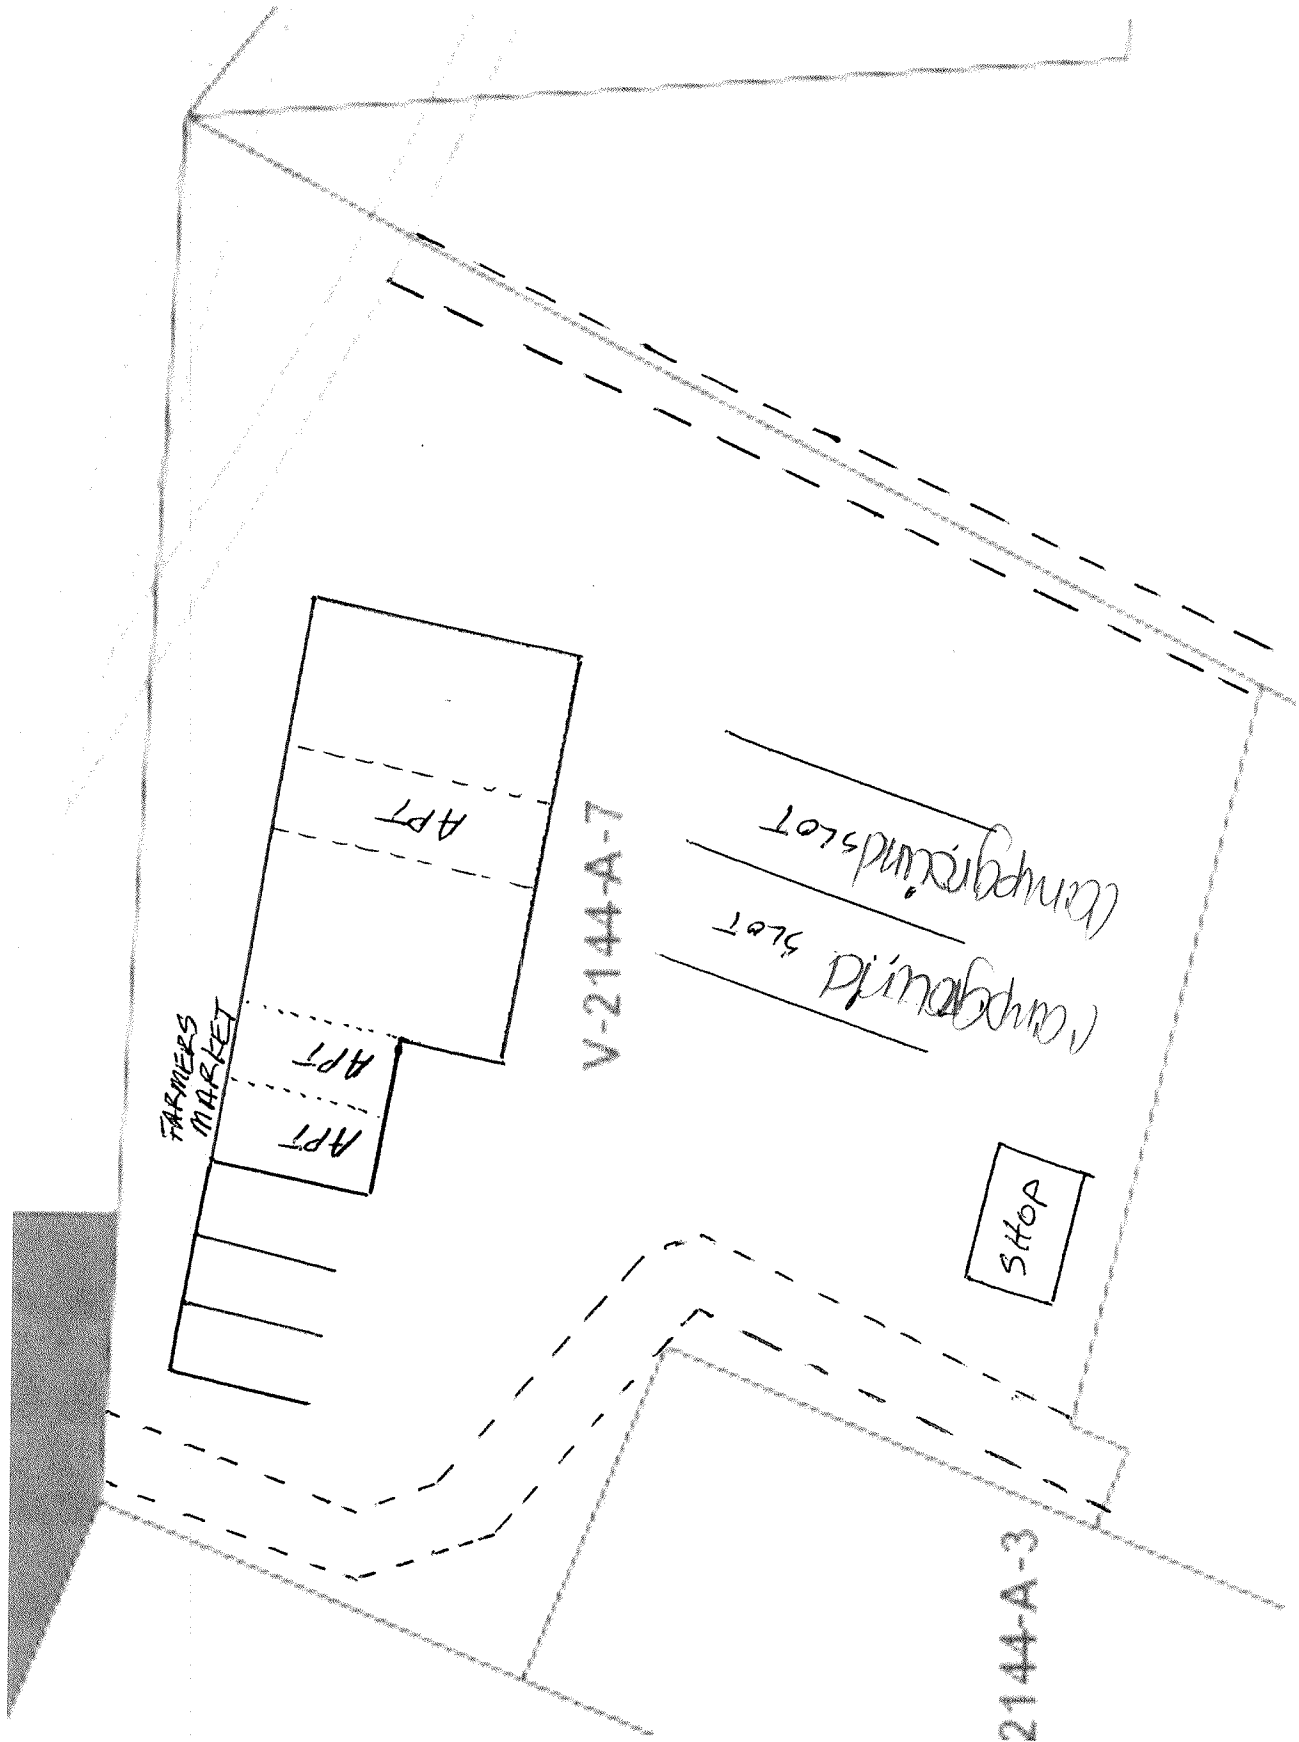 FARMERS
MARKET
APT
APT
APT
V-2144-A-7
campground SLOT
campground SLOT
SHOP
2144-A-3